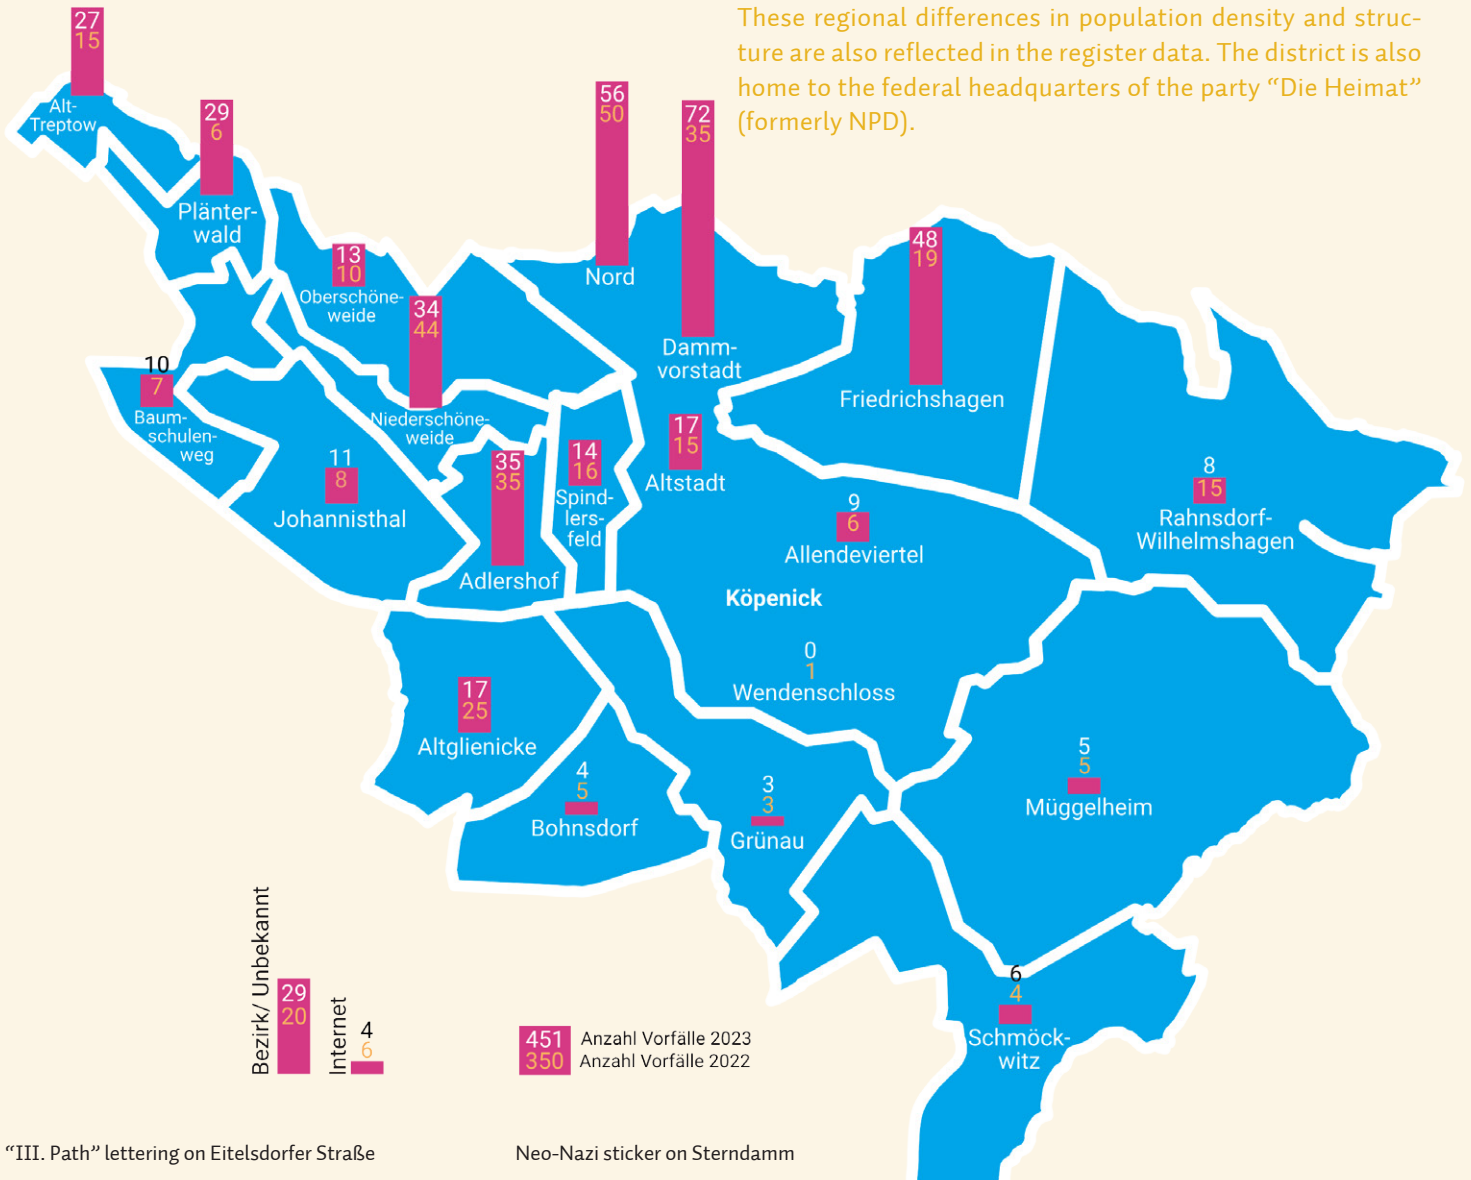 These regional differences in population density and struc-
ture are also reflected in the register data. The district is also
home to the federal headquarters of the party “Die Heimat”
(formerly NPD).
27
15
Alt-
Treptow
29
6
Plänter-
wald
56
50
Nord
72
35
Damm-
vorstadt
13
10
Oberschöne-
weide
34
44
Niederschöne-
weide
48
19
Friedrichshagen
10
7
Baum-
schulen-
weg
11
8
Johannisthal
35
35
Adlershof
14
16
Spind-
lers-
feld
17
15
Altstadt
9
6
Allendeviertel
8
15
Rahnsdorf-
Wilhelmshagen
Köpenick
0
1
Wendenschloss
17
25
Altglienicke
4
5
Bohnsdorf
3
3
Grünau
5
5
Müggelheim
6
4
Schmöck-
witz
Bezirk/ Unbekannt
29
20
Internet
4
6
451 Anzahl Vorfälle 2023
350 Anzahl Vorfälle 2022
“III. Path” lettering on Eitelsdorfer Straße
Neo-Nazi sticker on Sterndamm